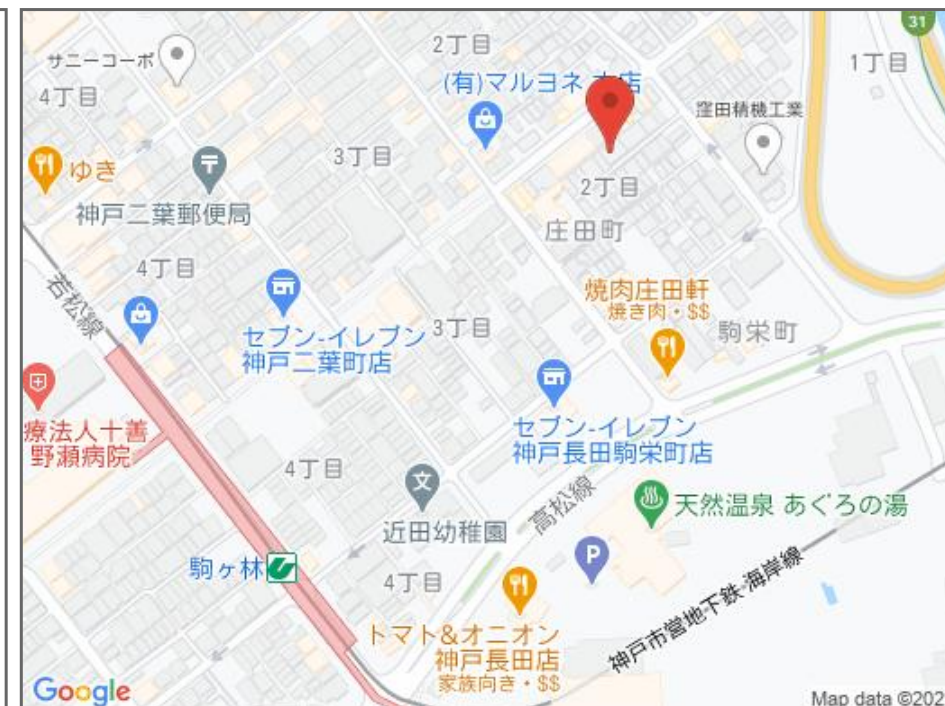 31
2丁目
1丁目
サニーコーポ
4丁目
(有)マルヨネ 本店
窪田精機工業
3丁目
ゆき
2丁目
神戸二葉郵便局
庄田町
4丁目
若松線
焼肉庄田軒
焼き肉・$$
セブン-イレブン
神戸二葉町店
3丁目
駒栄町
療法人十善
野瀬病院
セブン-イレブン
神戸長田駒栄町店
4丁目
文
近田幼稚園
高松線
天然温泉 あぐろの湯
P
駒ヶ林
4丁目
トマト&オニオン
神戸長田店
家族向き・$$
神戸市営地下鉄-海岸線
Google
Map data ©202